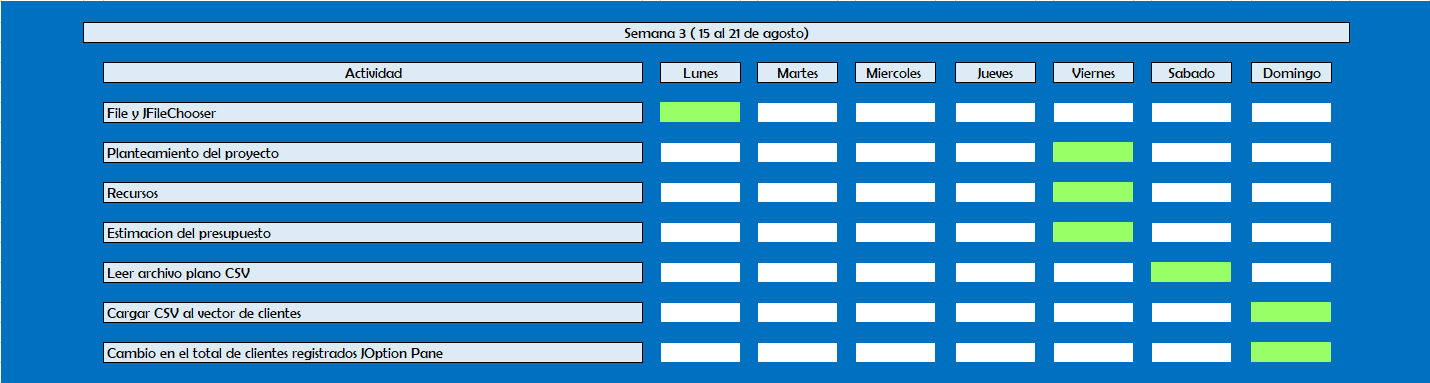 Semana 3 ( 15 al 21 de agosto)
Actividad Lunes Martes Miercoles Jueves Viernes Sabado Domingo
File y JFileChooser
Planteamiento del proyecto
Recursos
Estimacion del presupuesto
Leer archivo plano CSV
Cargar CSV al vector de clientes
Cambio en el total de clientes registrados JOption Pane